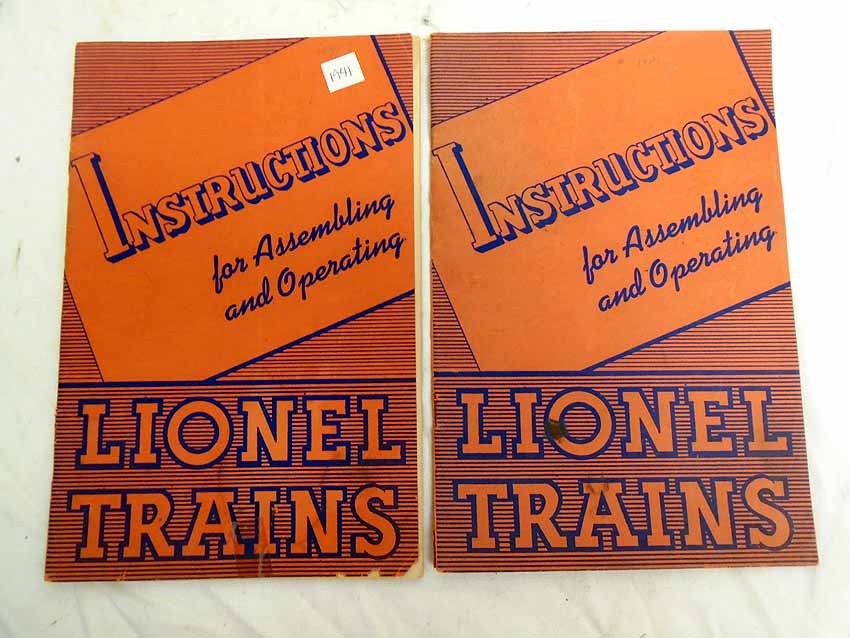 1941
INSTRUCTIONS
for Assembling
and Operating
LIONEL
TRAINS
INSTRUCTIONS
for Assembling
and Operating
LIONEL
TRAINS